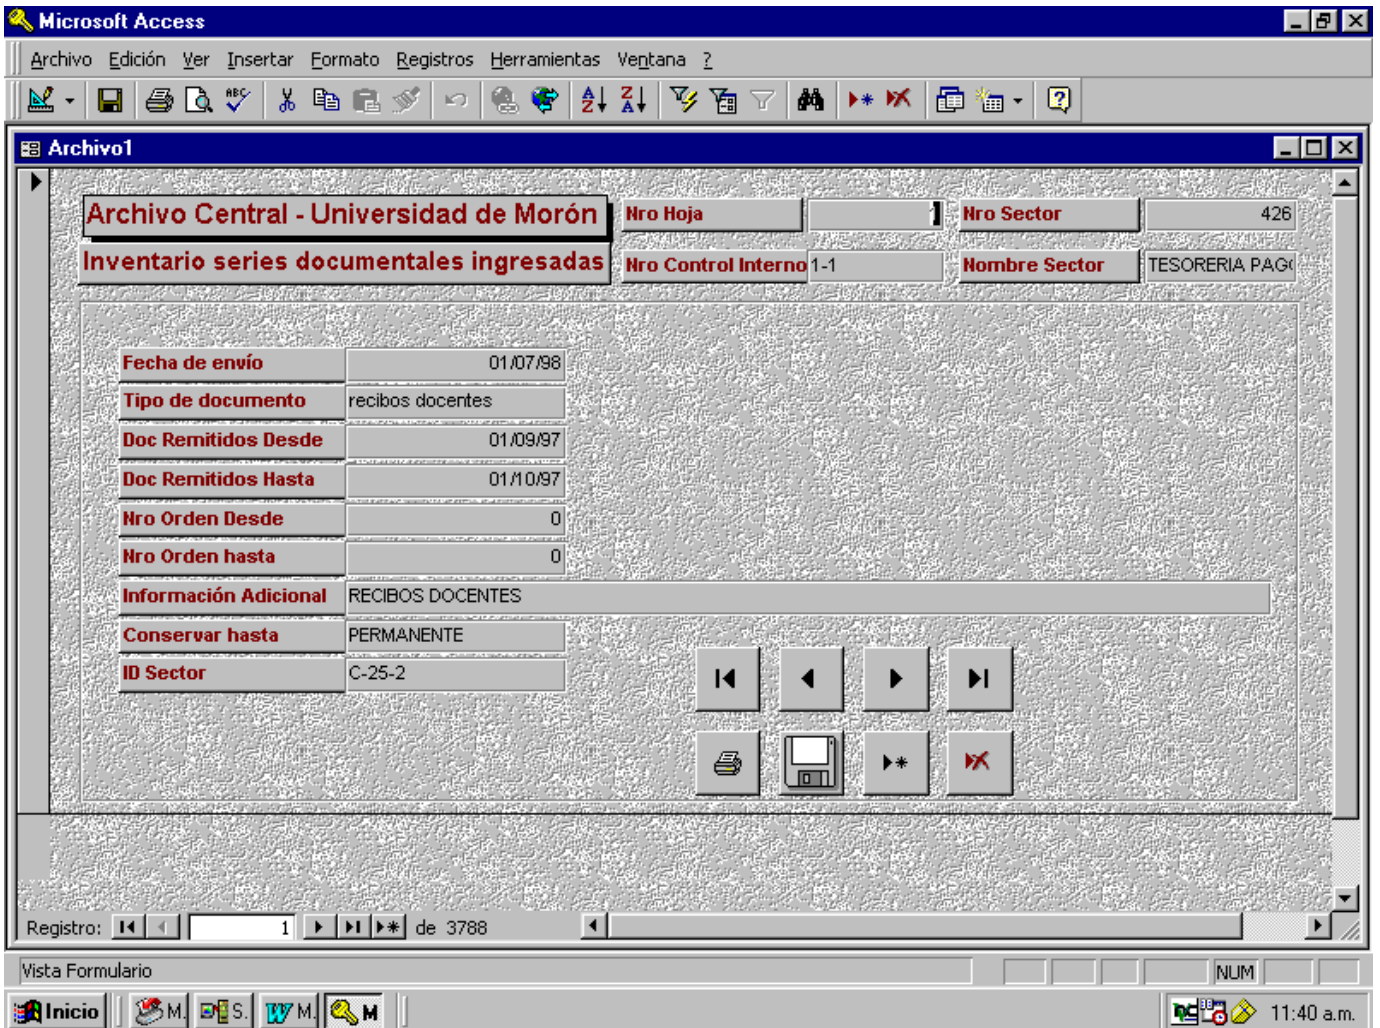 Microsoft Access
Archivo Edición Ver Insertar Formato Registros Herramientas Ventana ?
Archivo1
Archivo Central - Universidad de Morón
Nro Hoja 1 Nro Sector 426
Inventario series documentales ingresadas
Nro Control Interno 1-1 Nombre Sector TESORERIA PAG
Fecha de envío 01/07/98
Tipo de documento recibos docentes
Doc Remitidos Desde 01/09/97
Doc Remitidos Hasta 01/10/97
Nro Orden Desde 0
Nro Orden hasta 0
Información Adicional RECIBOS DOCENTES
Conservar hasta PERMANENTE
ID Sector C-25-2
Registro: 1 de 3788
Vista Formulario NUM
Inicio M. S. M. M 11:40 a.m.